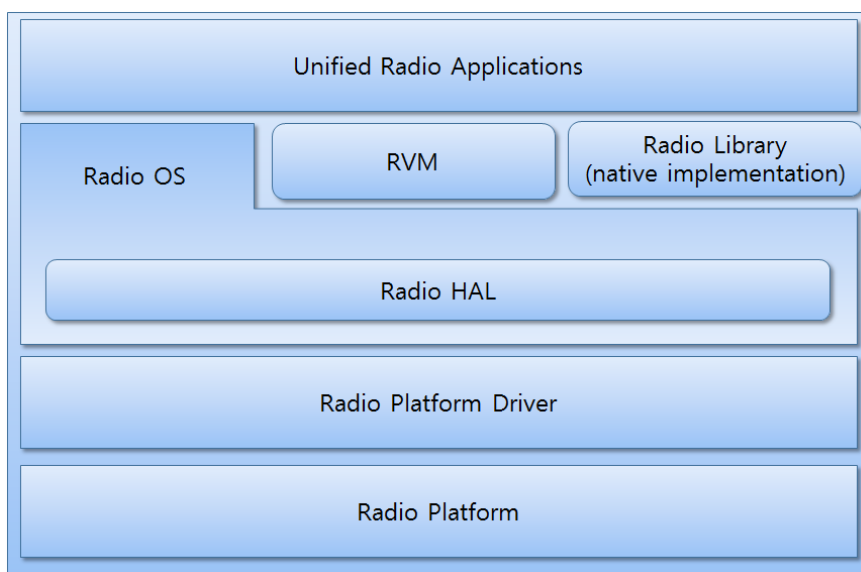 Unified Radio Applications
Radio OS
RVM
Radio Library
(native implementation)
Radio HAL
Radio Platform Driver
Radio Platform